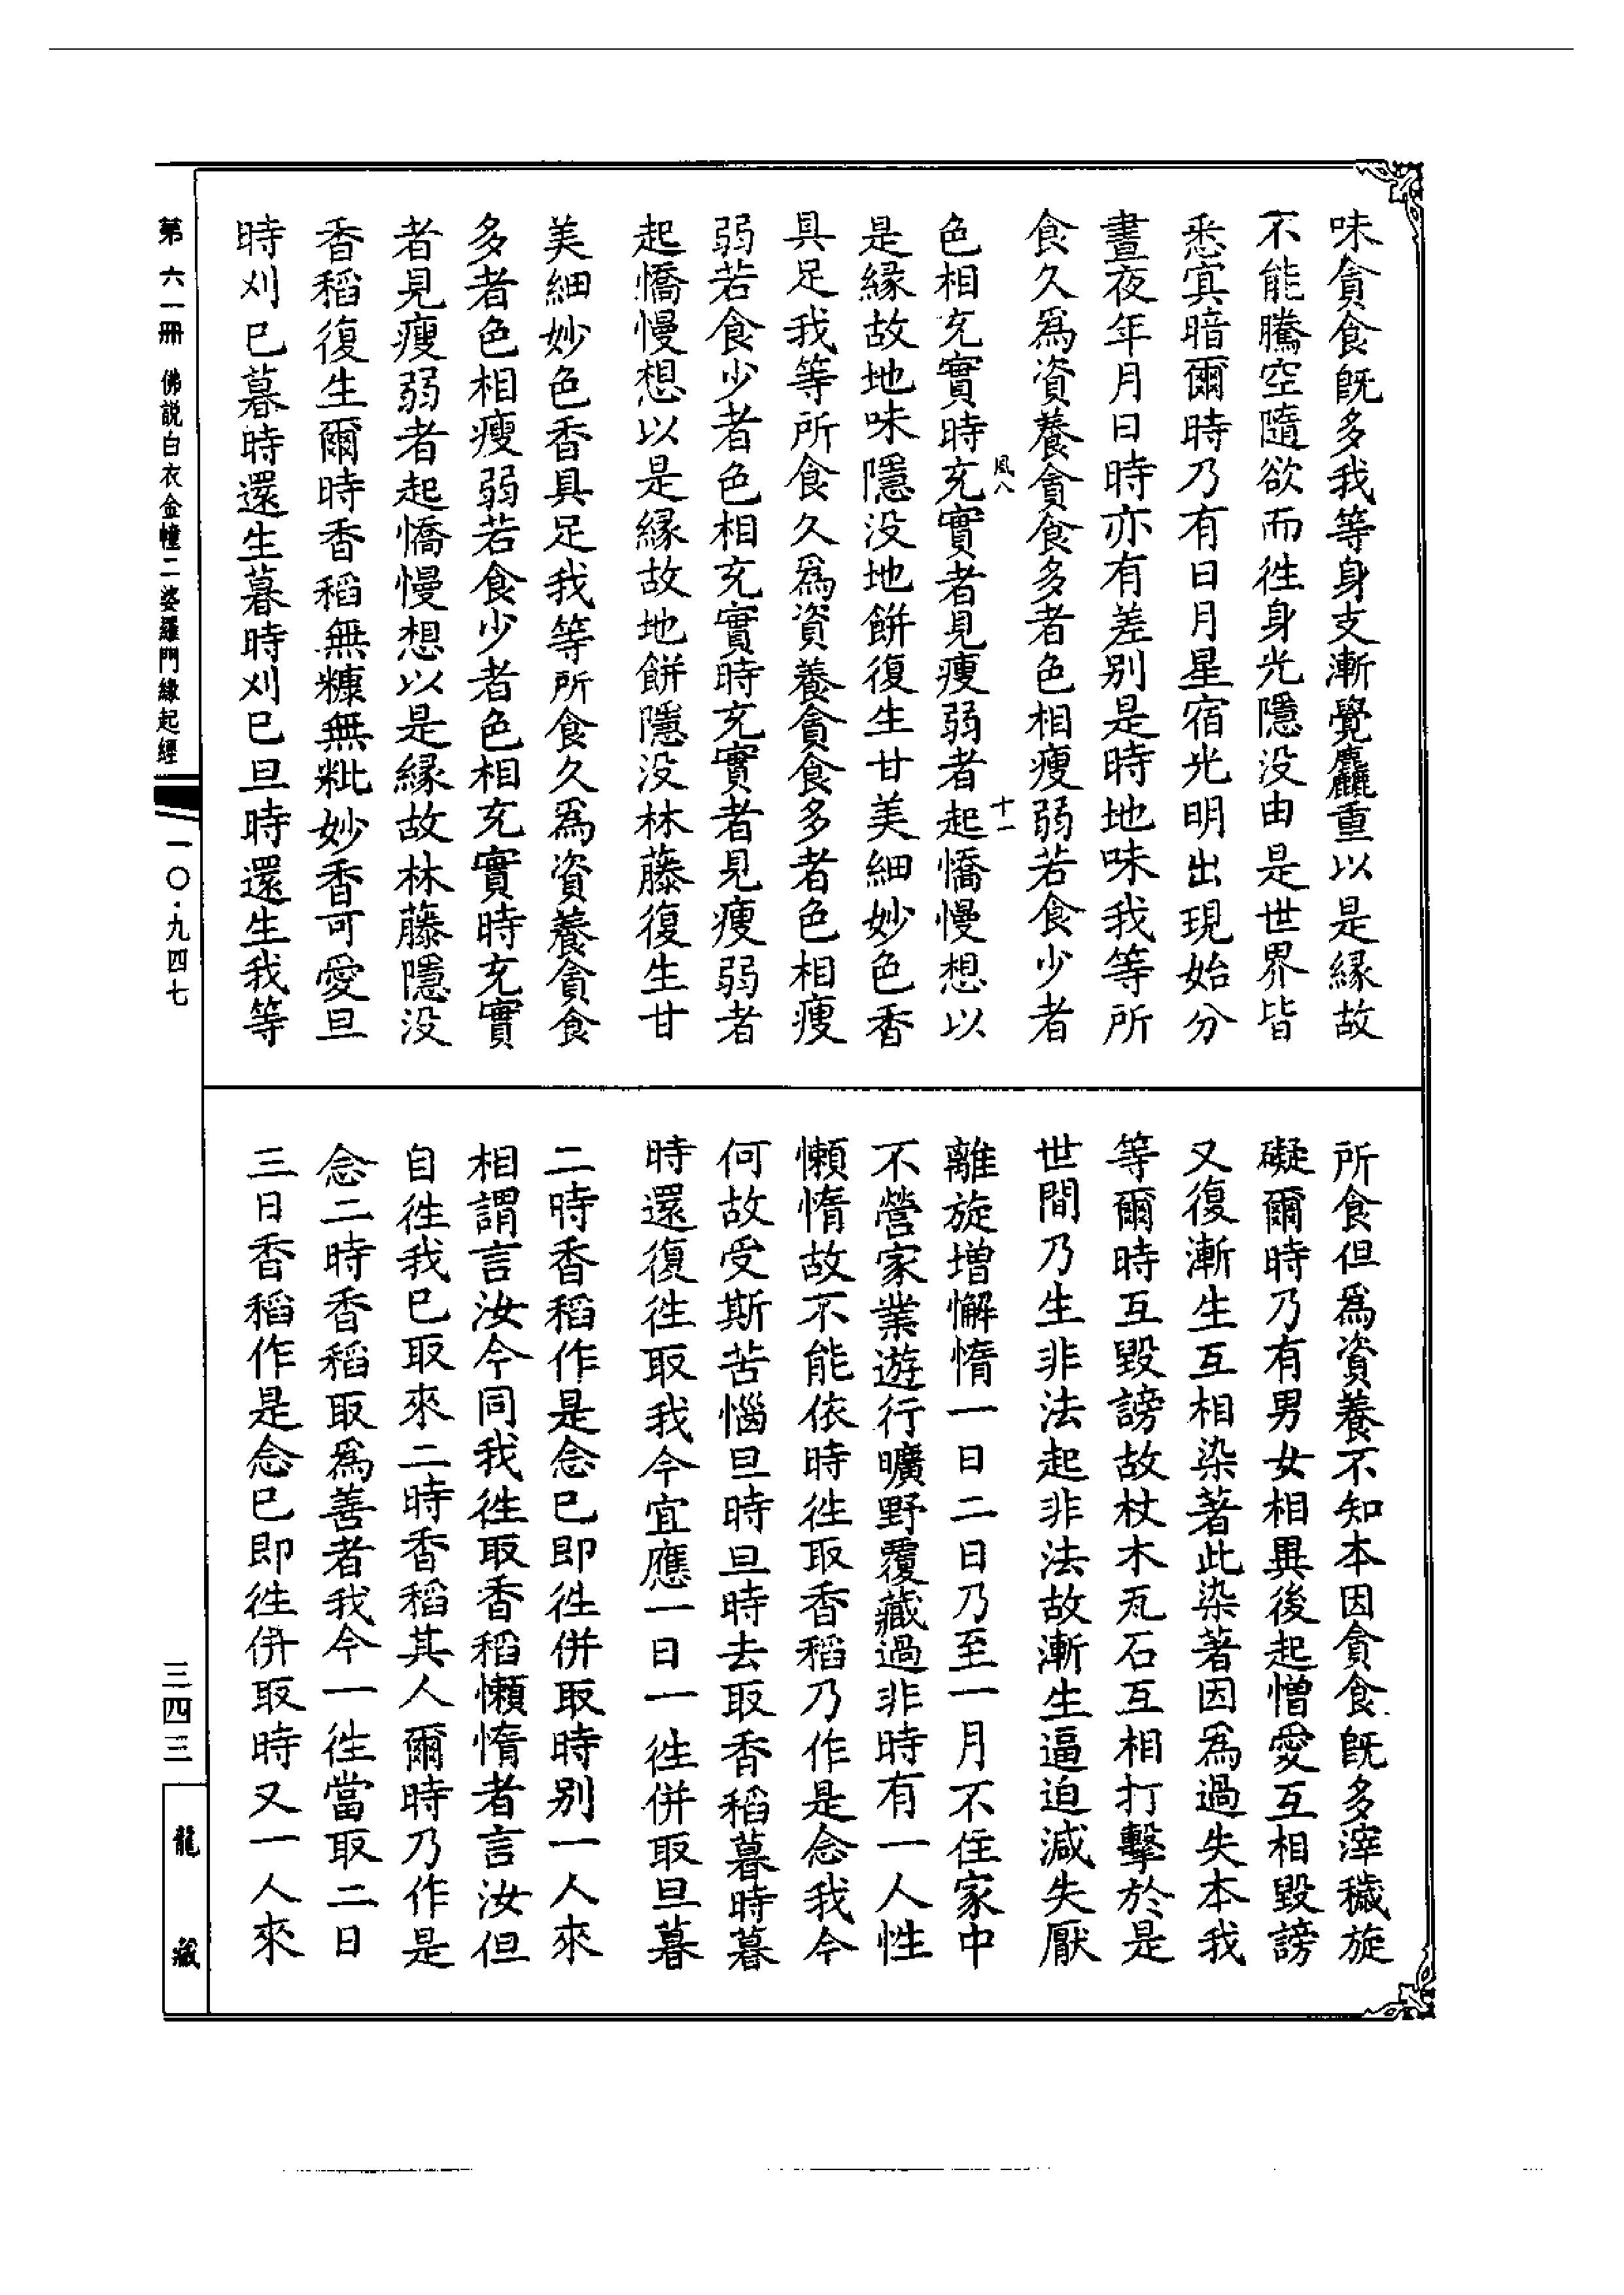 味貪食既多我等身支漸覺麤重以是緣故
不能騰空隨欲而徃身光隱没由是世界皆
悉寘暗爾時乃有日月星宿光明出現始分
晝夜年月日時亦有差别是時地味我等所
食久爲資養貪食多者色相瘦弱若食少者
色相充實時充實者見瘦弱者起憍慢想以
風八
十一
是緣故地味隱没地餅復生甘美細妙色香
具足我等所食久爲資養貪食多者色相瘦
弱若食少者色相充實時充實者見瘦弱者
起憍慢想以是緣故地餅隱没林藤復生甘
美細妙色香具足我等所食久爲資養貪食
多者色相瘦弱若食少者色相充實時充實
者見瘦弱者起憍慢想以是緣故林藤隱没
香稻復生爾時香稻無糠無粃妙香可愛旦
時刈已暮時還生暮時刈已旦時還生我等
所食但爲資養不知本因貪食既多滓穢旋
礙爾時乃有男女相異後起憎愛互相毀謗
又復漸生互相染著此染著因爲過失本我
等爾時互毀謗故杖木瓦石互相打擊於是
世間乃生非法起非法故漸生逼迫減失厭
離旋增懈惰一日二日乃至一月不住家中
不營家業遊行曠野覆藏過非時有一人性
懶惰故不能依時徃取香稻乃作是念我今
何故受斯苦惱旦時旦時去取香稻暮時暮
時還復徃取我今宜應一日一徃併取旦暮
二時香稻作是念已即徃併取時别一人來
相謂言汝今同我徃取香稻懶惰者言汝但
自徃我已取來二時香稻其人爾時乃作是
念二時香稻取爲善者我今一徃當取二日
三日香稻作是念已即徃併取時又一人來
第六一冊 佛説白衣金幢二婆羅門緣起經
一〇·九四七
三四三
龍藏